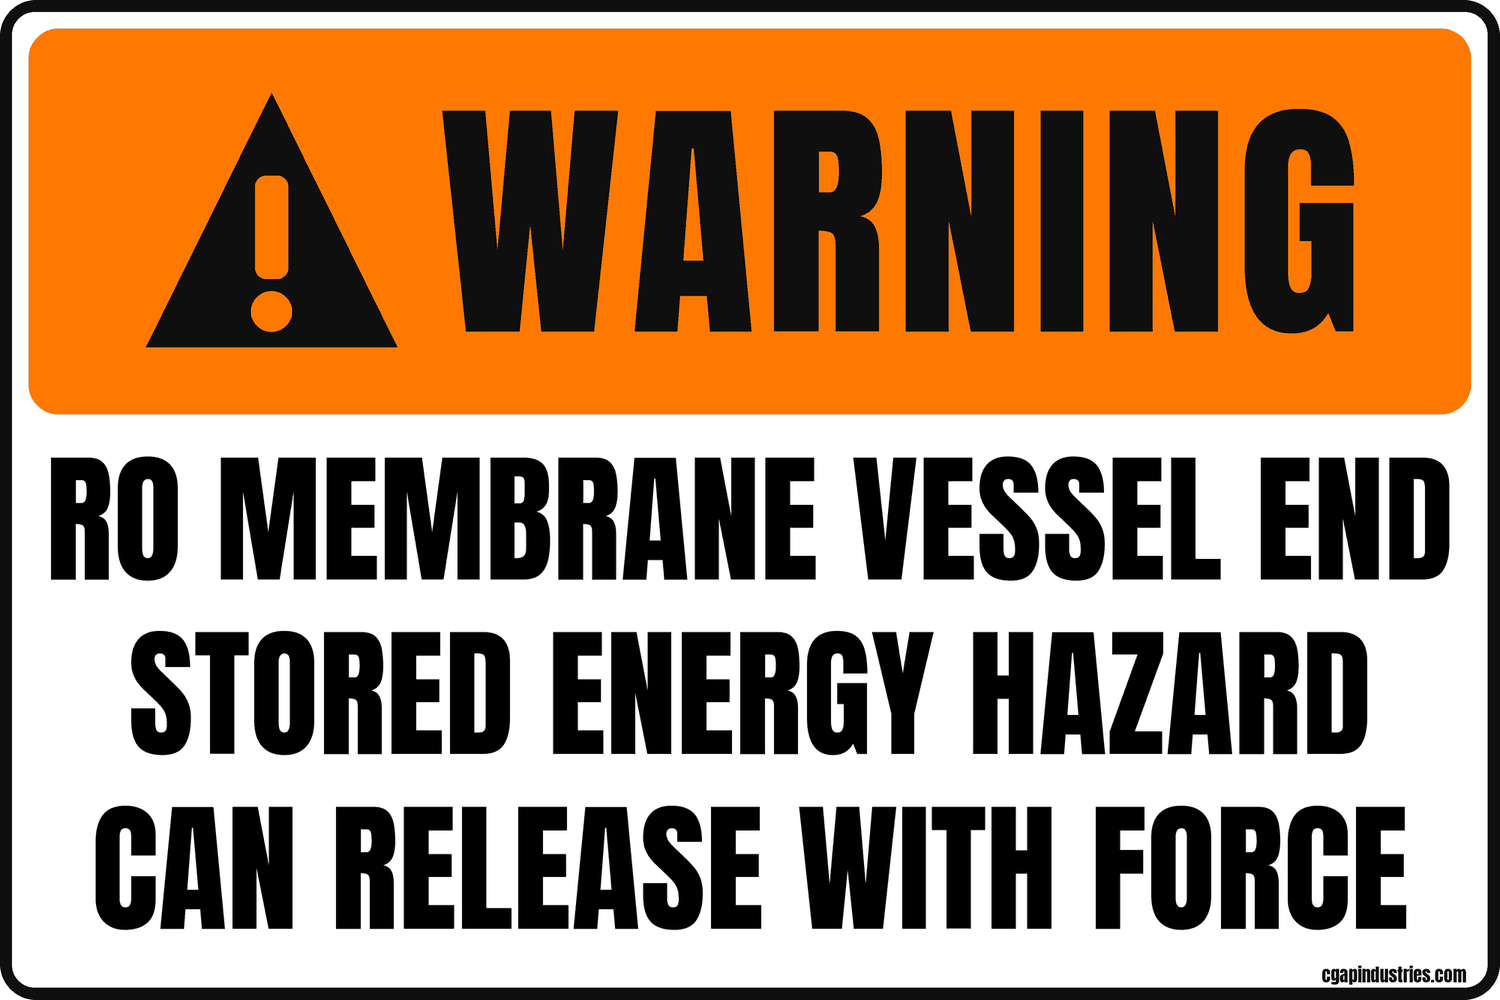 WARNING
RO MEMBRANE VESSEL END
STORED ENERGY HAZARD
CAN RELEASE WITH FORCE
cgapindustries.com